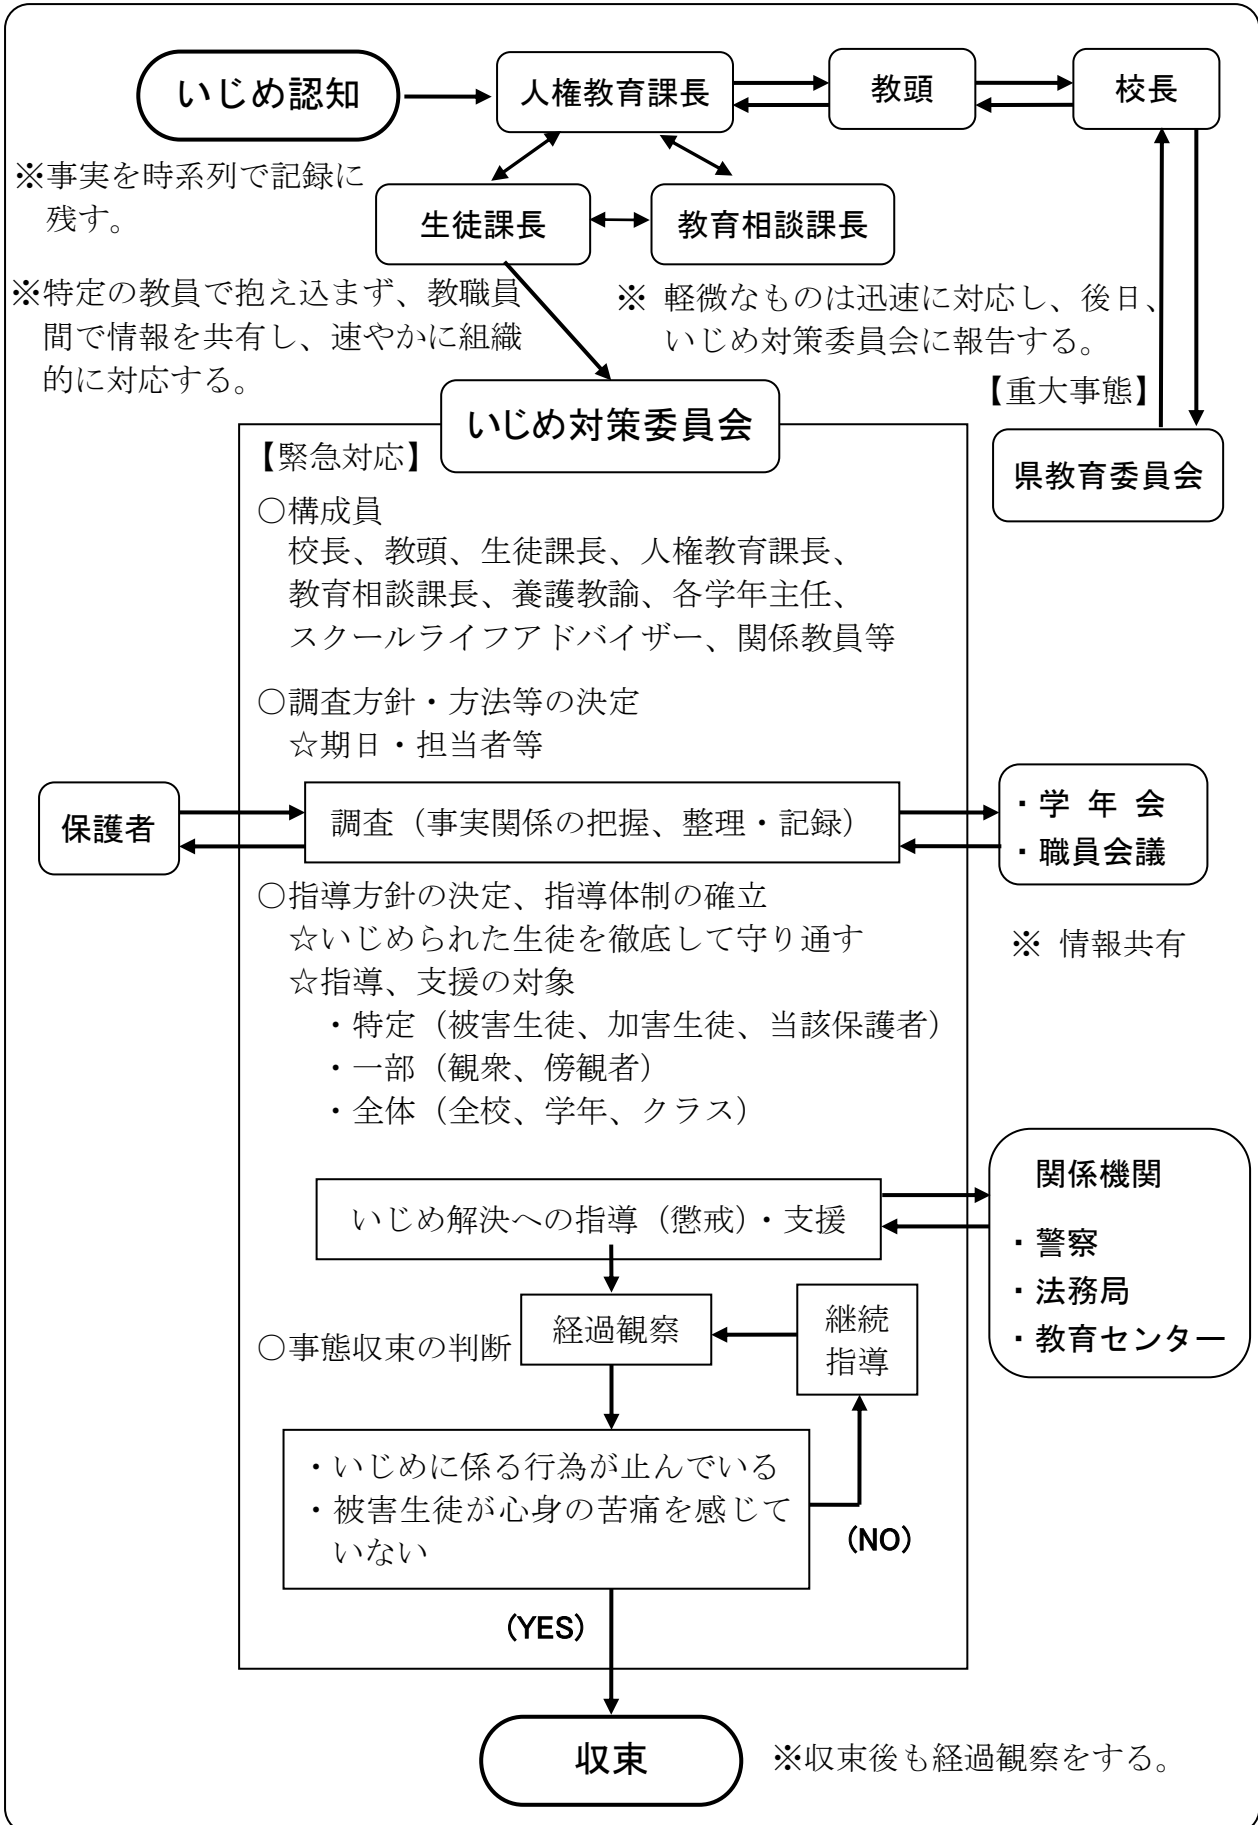 いじめ認知
人権教育課長
教頭
校長
※事実を時系列で記録に
残す。
生徒課長
教育相談課長
※特定の教員で抱え込まず、教職員
間で情報を共有し、速やかに組織
的に対応する。
※ 軽微なものは迅速に対応し、後日、
いじめ対策委員会に報告する。
【重大事態】
いじめ対策委員会
県教育委員会
【緊急対応】
○構成員
校長、教頭、生徒課長、人権教育課長、
教育相談課長、養護教諭、各学年主任、
スクールライフアドバイザー、関係教員等
○調査方針・方法等の決定
☆期日・担当者等
保護者
調査（事実関係の把握、整理・記録）
・学 年 会
・職員会議
○指導方針の決定、指導体制の確立
☆いじめられた生徒を徹底して守り通す
※ 情報共有
☆指導、支援の対象
・特定（被害生徒、加害生徒、当該保護者）
・一部（観衆、傍観者）
・全体（全校、学年、クラス）
関係機関
・警察
・法務局
・教育センター
いじめ解決への指導（懲戒）・支援
経過観察
継続
指導
○事態収束の判断
・いじめに係る行為が止んでいる
・被害生徒が心身の苦痛を感じて
いない
(NO)
(YES)
収束
※収束後も経過観察をする。